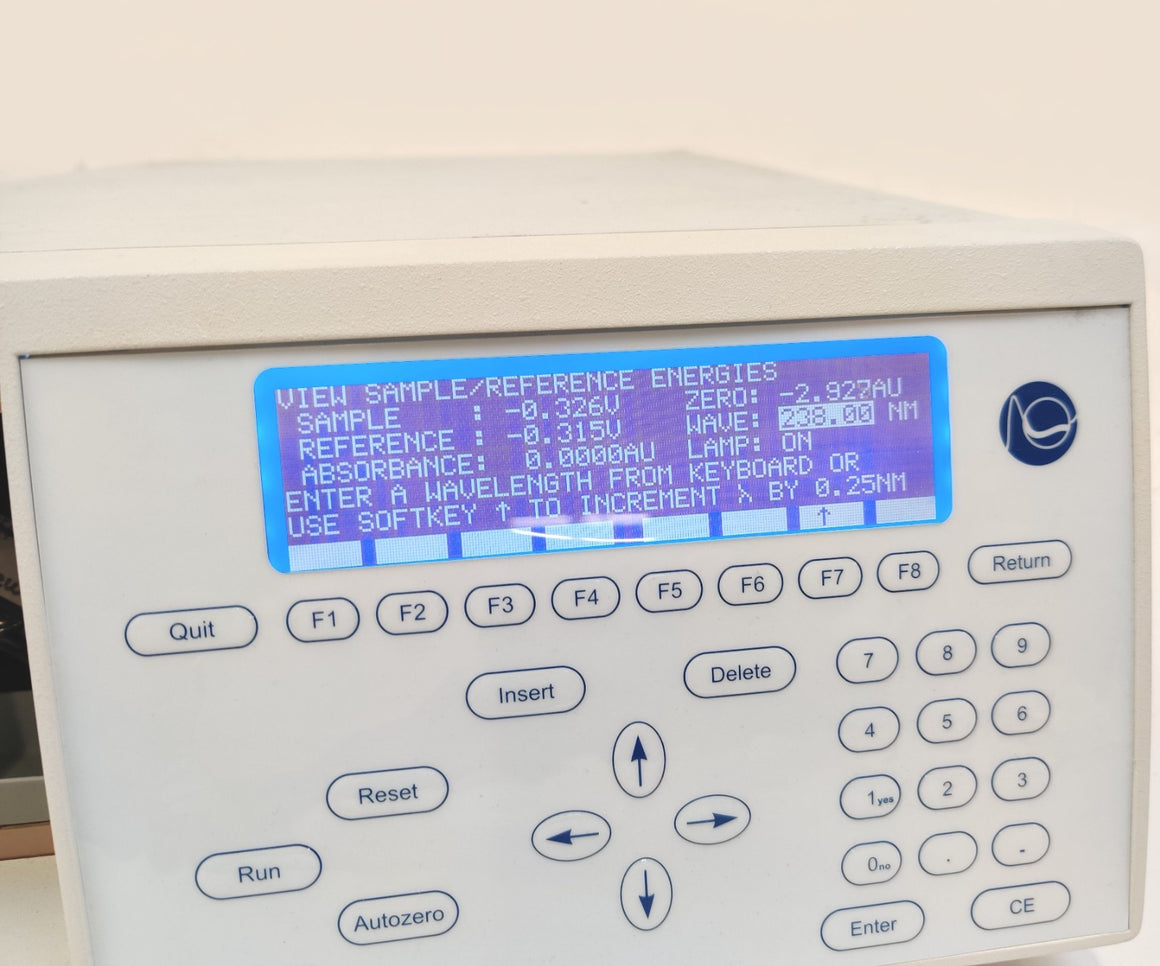 VIEW SAMPLE/REFERENCE ENERGIES
SAMPLE : -0.326V ZERO: -2.927AU
REFERENCE : -0.315V WAVE: 238.00 NM
ABSORBANCE: 0.0000AU LAMP: ON
ENTER A WAVELENGTH FROM KEYBOARD OR
USE SOFTKEY ↑ TO INCREMENT λ BY 0.25NM
↑
Quit F1 F2 F3 F4 F5 F6 F7 F8 Return
Insert Delete 7 8 9
4 5 6
Reset 1yes 2 3
Run 0no . -
Autozero Enter CE